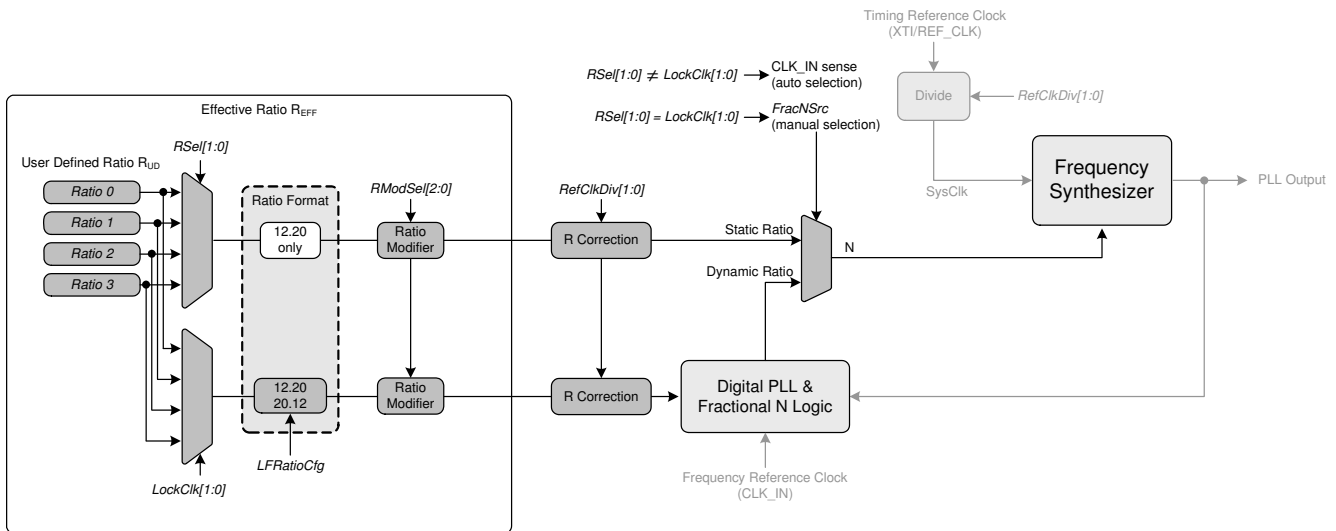 Timing Reference Clock
(XTI/REF_CLK)
RSel[1:0] ≠ LockClk[1:0]
CLK_IN sense
(auto selection)
Divide
RefClkDiv[1:0]
Effective Ratio REFF
RSel[1:0] = LockClk[1:0]
FracNSrc
(manual selection)
RSel[1:0]
User Defined Ratio RUD
Ratio 0
Ratio 1
Ratio 2
Ratio 3
Ratio Format
12.20
only
RModSel[2:0]
Ratio
Modifier
RefClkDiv[1:0]
R Correction
Static Ratio
Dynamic Ratio
N
SysClk
Frequency
Synthesizer
PLL Output
12.20
20.12
Ratio
Modifier
R Correction
Digital PLL &
Fractional N Logic
LFRatioCfg
LockClk[1:0]
Frequency Reference Clock
(CLK_IN)